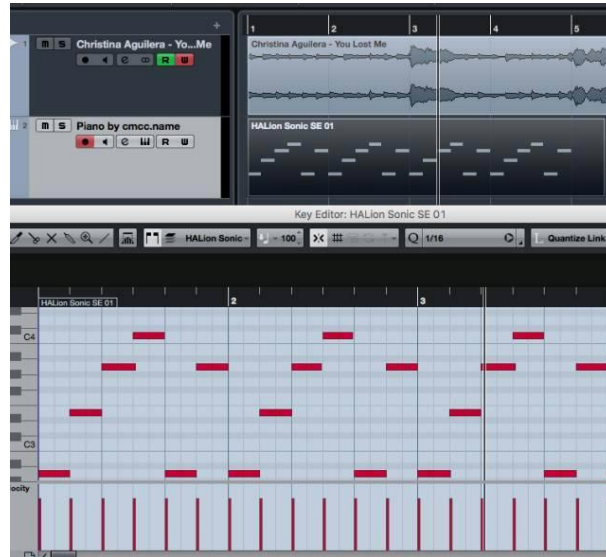 1 2 3 4 5
1 m S Christina Aguilera - Yo...Me
R W
Christina Aguilera - You Lost Me
2 m S Piano by cmcc.name
R W
HALion Sonic SE 01
Key Editor: HALion Sonic SE 01
HALion Sonic 100 Q 1/16 Quantize Link
HALion Sonic SE 01 2 3
C4
C3
ocity